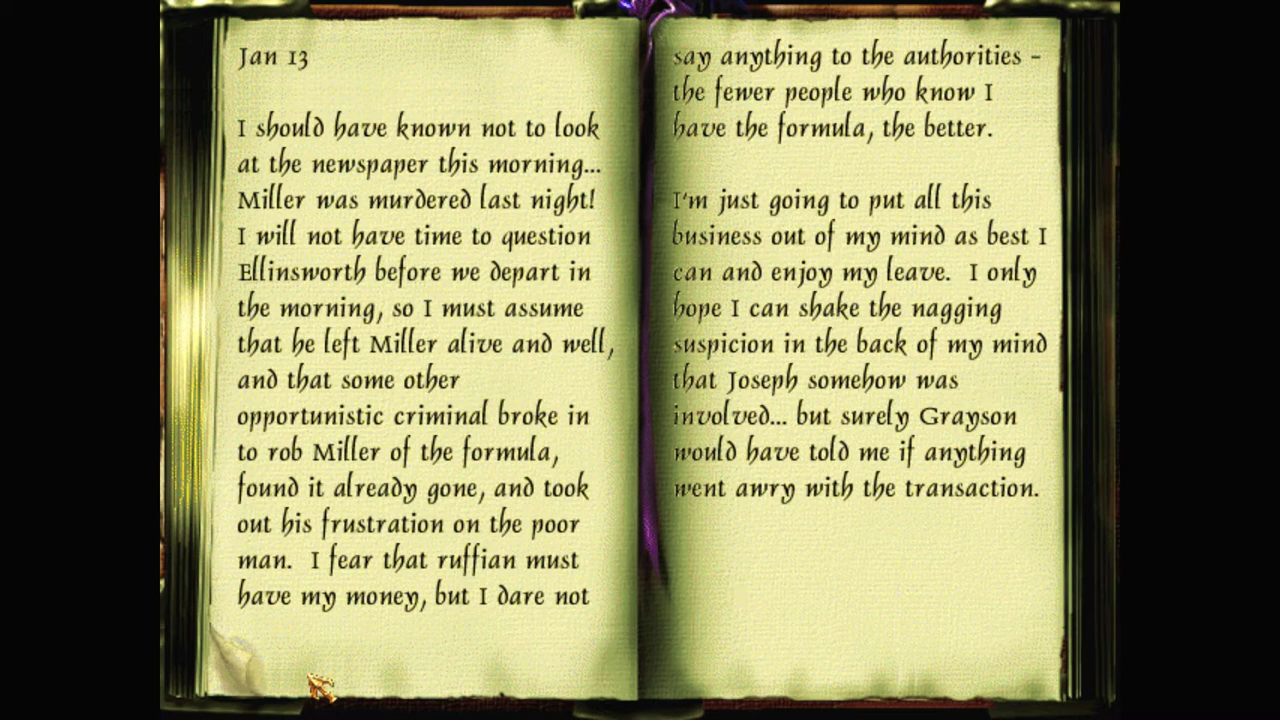 Jan 13
I should have known not to look
at the newspaper this morning...
Miller was murdered last night!
I will not have time to question
Ellinsworth before we depart in
the morning, so I must assume
that he left Miller alive and well,
and that some other
opportunistic criminal broke in
to rob Miller of the formula,
found it already gone, and took
out his frustration on the poor
man.  I fear that ruffian must
have my money, but I dare not
say anything to the authorities -
the fewer people who know I
have the formula, the better.
I'm just going to put all this
business out of my mind as best I
can and enjoy my leave.  I only
hope I can shake the nagging
suspicion in the back of my mind
that Joseph somehow was
involved... but surely Grayson
would have told me if anything
went awry with the transaction.